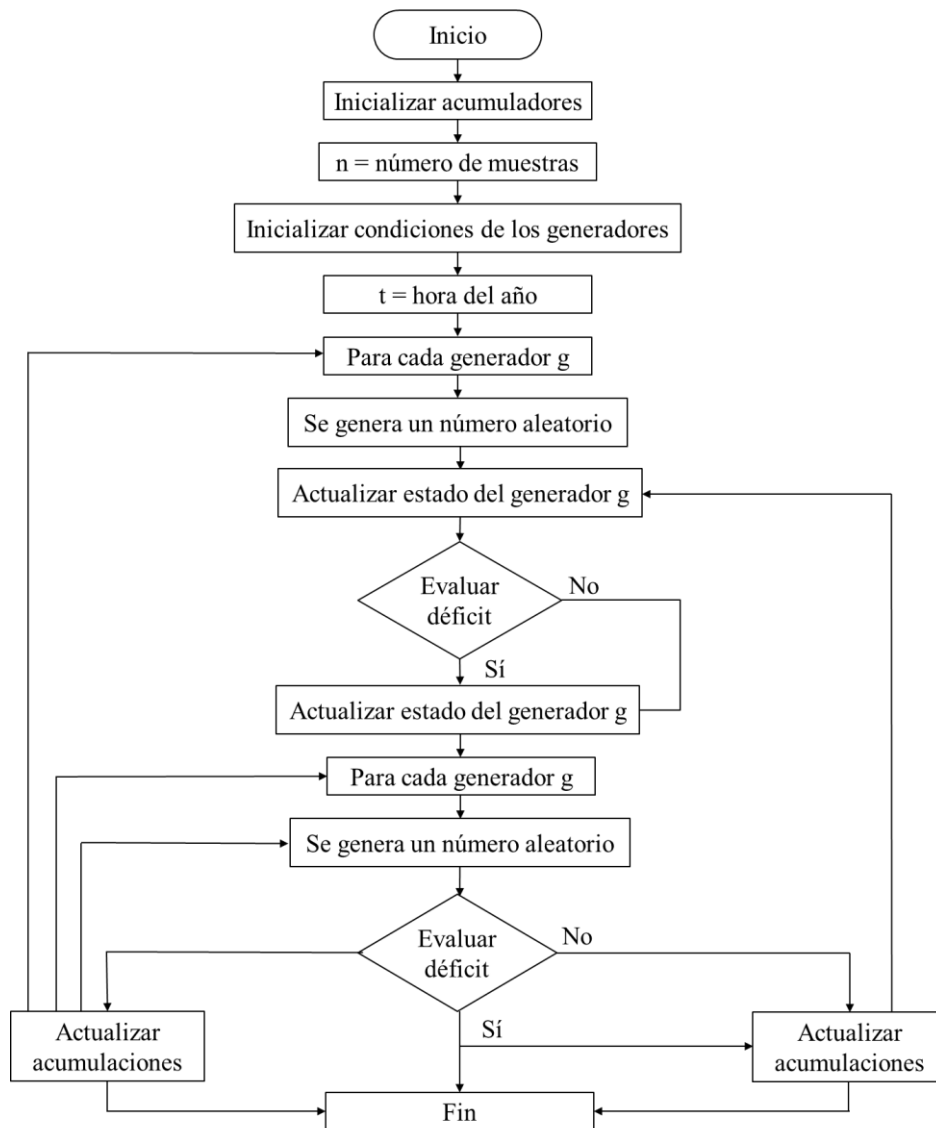 Inicio
Inicializar acumuladores
n = número de muestras
Inicializar condiciones de los generadores
t = hora del año
Para cada generador g
Se genera un número aleatorio
Actualizar estado del generador g
Evaluar
déficit
No
Sí
Actualizar estado del generador g
Para cada generador g
Se genera un número aleatorio
Evaluar
déficit
No
Sí
Actualizar
acumulaciones
Actualizar
acumulaciones
Fin